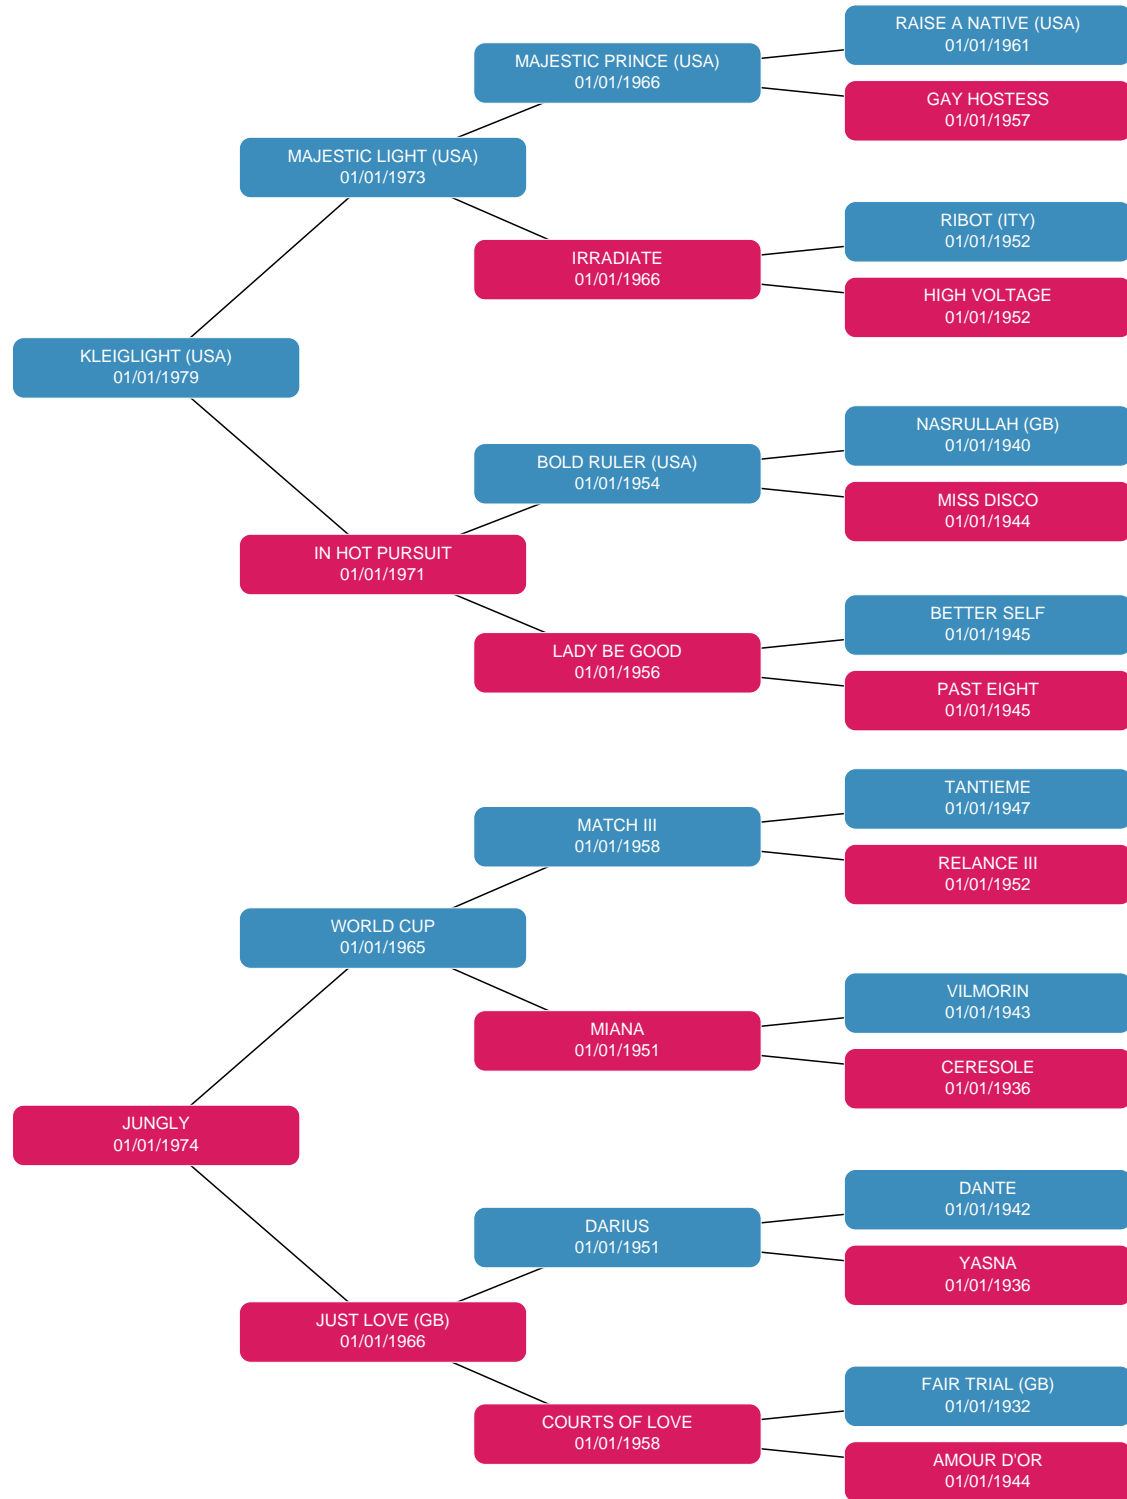 RAISE A NATIVE (USA)
01/01/1961
MAJESTIC PRINCE (USA)
01/01/1966
GAY HOSTESS
01/01/1957
MAJESTIC LIGHT (USA)
01/01/1973
RIBOT (ITY)
01/01/1952
IRRADIATE
01/01/1966
HIGH VOLTAGE
01/01/1952
KLEIGLIGHT (USA)
01/01/1979
NASRULLAH (GB)
01/01/1940
BOLD RULER (USA)
01/01/1954
MISS DISCO
01/01/1944
IN HOT PURSUIT
01/01/1971
BETTER SELF
01/01/1945
LADY BE GOOD
01/01/1956
PAST EIGHT
01/01/1945
TANTIEME
01/01/1947
MATCH III
01/01/1958
RELANCE III
01/01/1952
WORLD CUP
01/01/1965
VILMORIN
01/01/1943
MIANA
01/01/1951
CERESOLE
01/01/1936
JUNGLY
01/01/1974
DANTE
01/01/1942
DARIUS
01/01/1951
YASNA
01/01/1936
JUST LOVE (GB)
01/01/1966
FAIR TRIAL (GB)
01/01/1932
COURTS OF LOVE
01/01/1958
AMOUR D'OR
01/01/1944